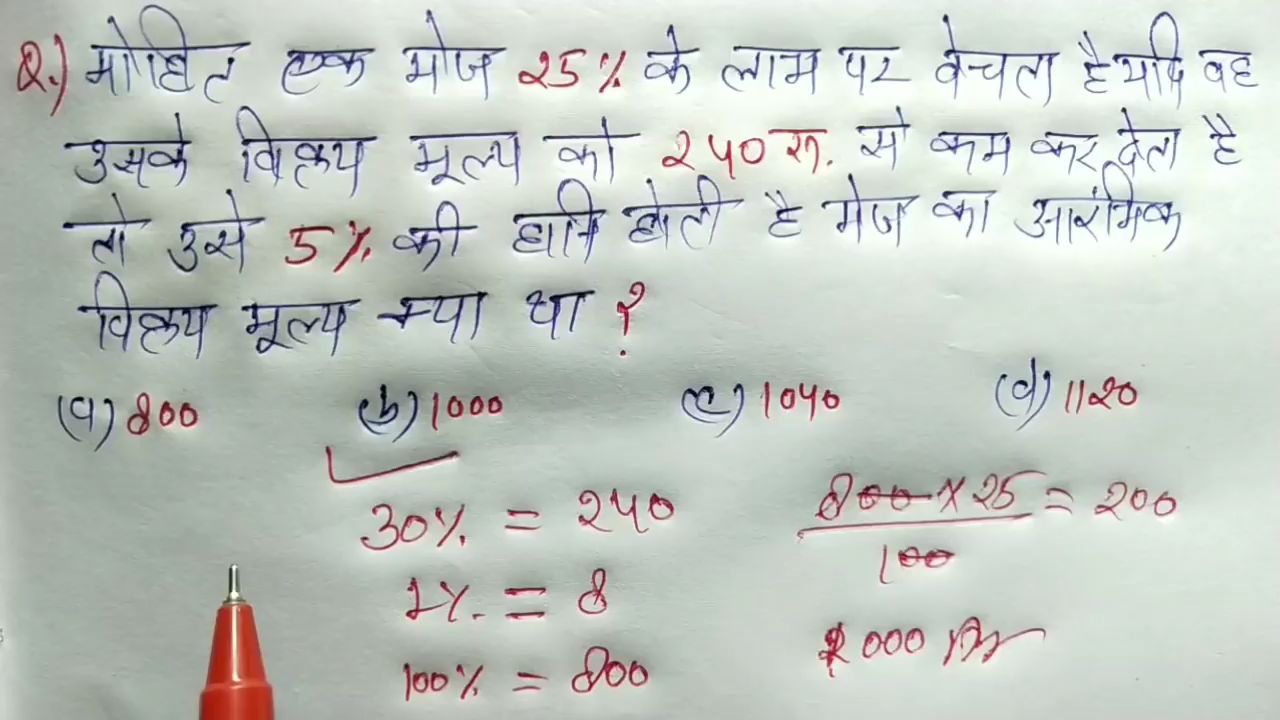 Q.) मोहित एक मेज 25% के लाभ पर बेचता है यदि वह
उसके विक्रय मूल्य को 240 रू. से कम कर देता है
तो उसे 5% की हानि होती है मेज का आरंभिक
विक्रय मूल्य क्या था ?
(a) 800 (b) 1000 (c) 1040 (d) 1120
30% = 240
1% = 8
100% = 800
800 x 25 = 200
100
1000 Ans